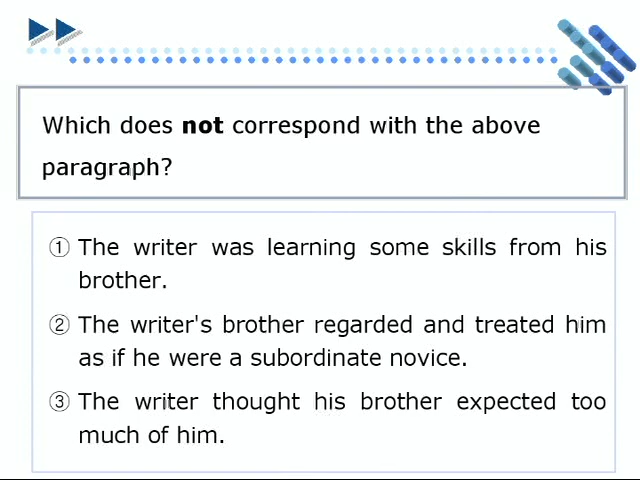 Which does not correspond with the above
paragraph?
① The writer was learning some skills from his
brother.
② The writer's brother regarded and treated him
as if he were a subordinate novice.
③ The writer thought his brother expected too
much of him.